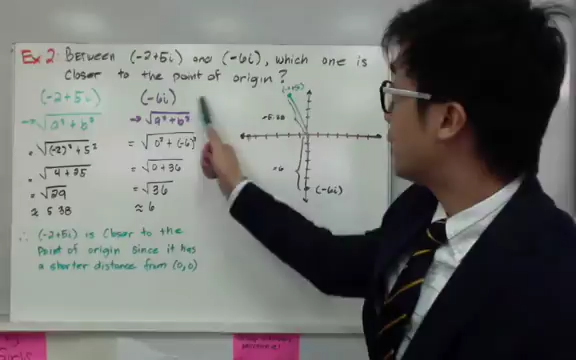 Ex 2: Between (-2+5i) and (-6i), which one is
closer to the point of origin?
(-2+5i)
→ √a²+b²
= √(-2)²+5²
= √4+25
= √29
≈ 5.38
(-6i)
→ √a²+b²
= √0²+(-6)²
= √0+36
= √36
≈ 6
(-2+5i)
≈5.38
≈6
(-6i)
∴ (-2+5i) is closer to the
point of origin since it has
a shorter distance from (0,0)